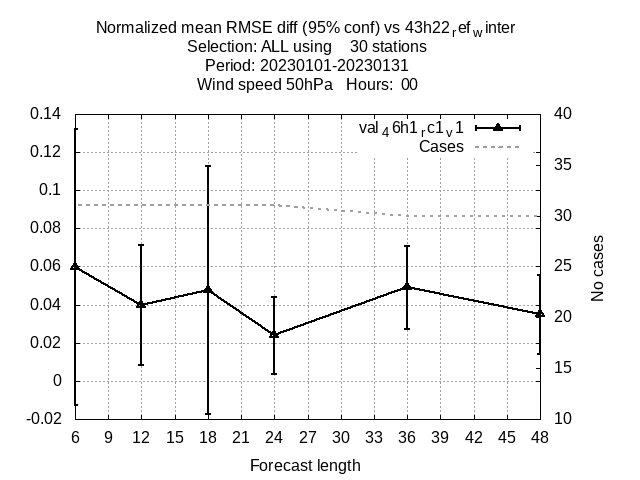 Normalized mean RMSE diff (95% conf) vs 43h22refwinter
Selection: ALL using 30 stations
Period: 20230101-20230131
Wind speed 50hPa Hours: 00
val46h1rc1v1
Cases
0.14
0.12
0.1
0.08
0.06
0.04
0.02
0
-0.02
40
35
30
25
20
15
10
No cases
6 9 12 15 18 21 24 27 30 33 36 39 42 45 48
Forecast length